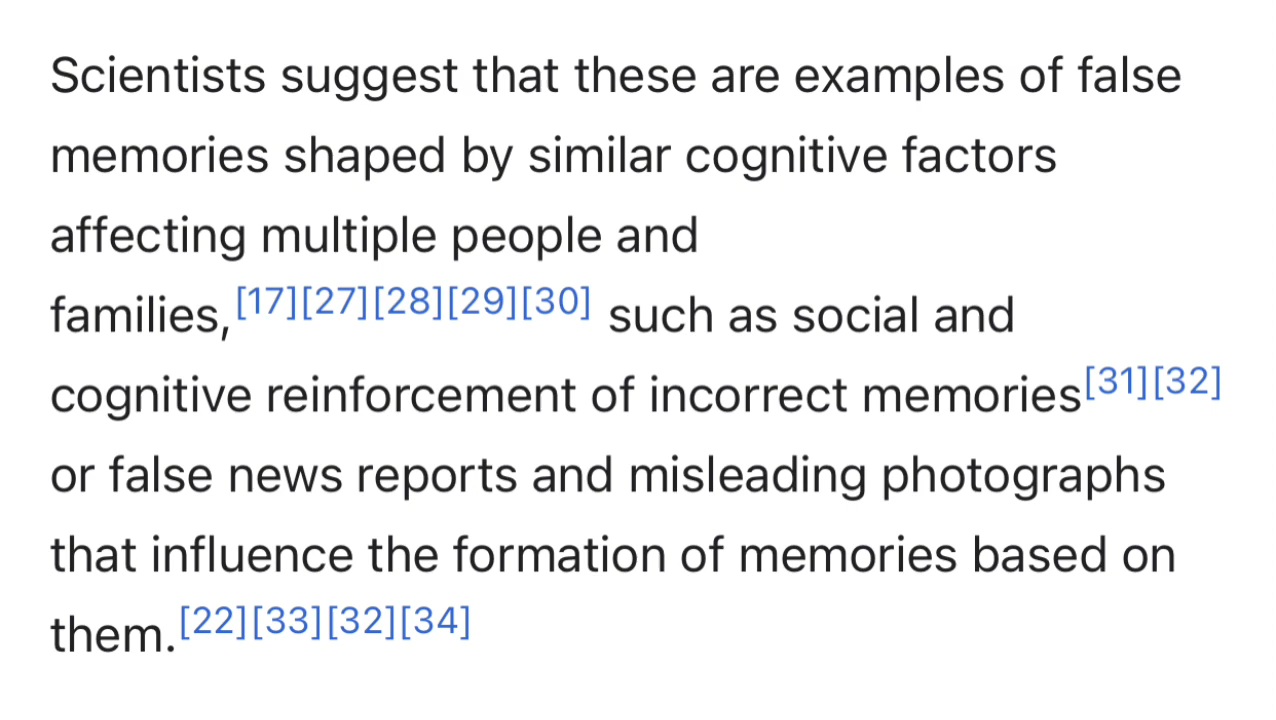 Scientists suggest that these are examples of false
memories shaped by similar cognitive factors
affecting multiple people and
families,[17][27][28][29][30] such as social and
cognitive reinforcement of incorrect memories[31][32]
or false news reports and misleading photographs
that influence the formation of memories based on
them.[22][33][32][34]